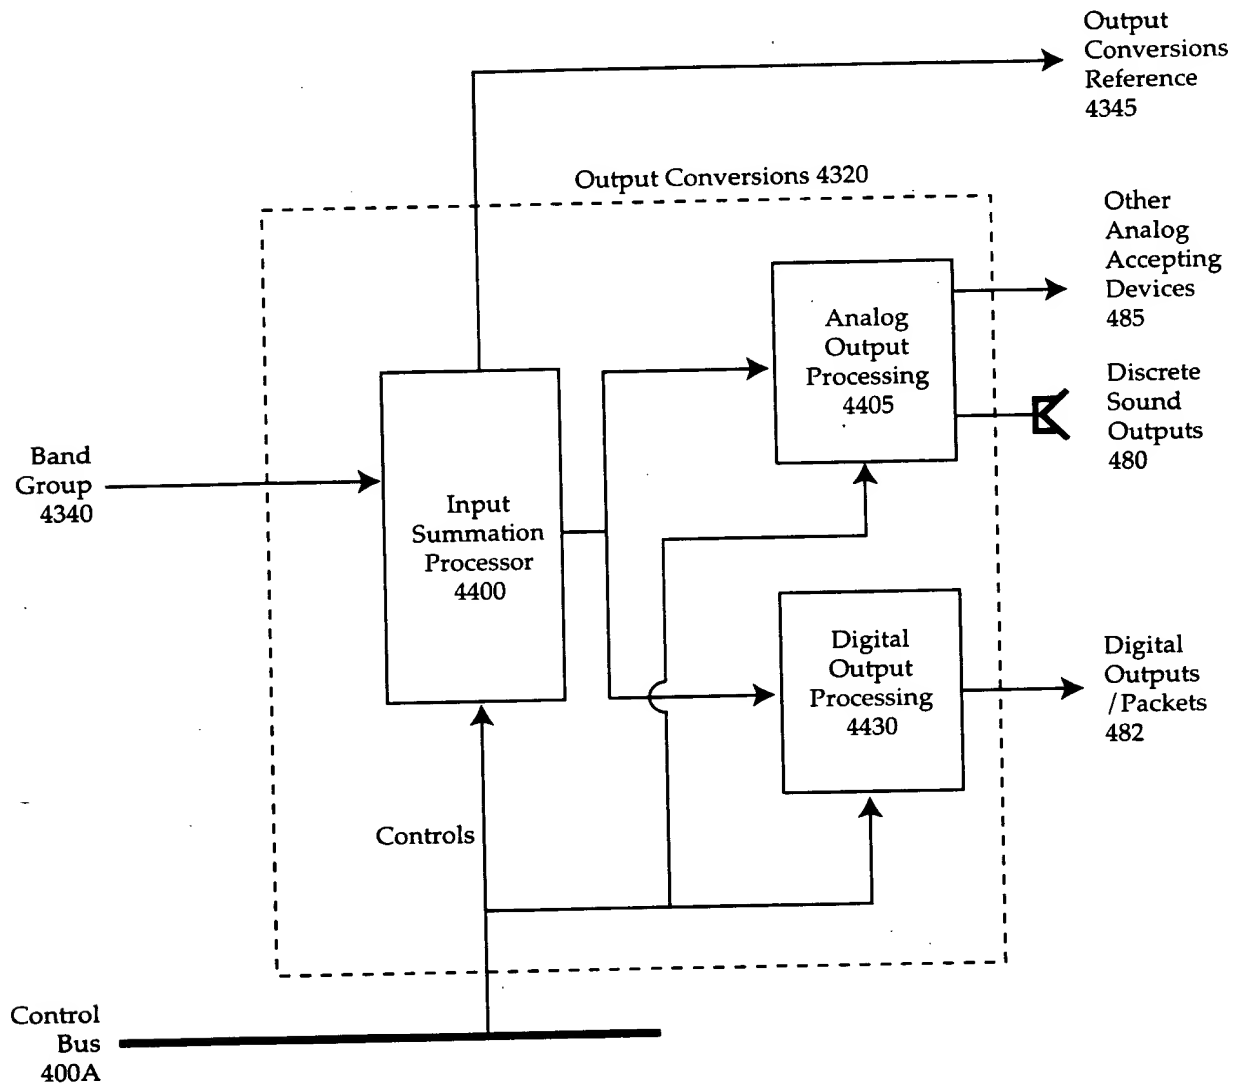 Output
Conversions
Reference
4345
Output Conversions 4320
Other
Analog
Accepting
Devices
485
Analog
Output
Processing
4405
Discrete
Sound
Outputs
480
Band
Group
4340
Input
Summation
Processor
4400
Digital
Output
Processing
4430
Digital
Outputs
/Packets
482
Controls
Control
Bus
400A